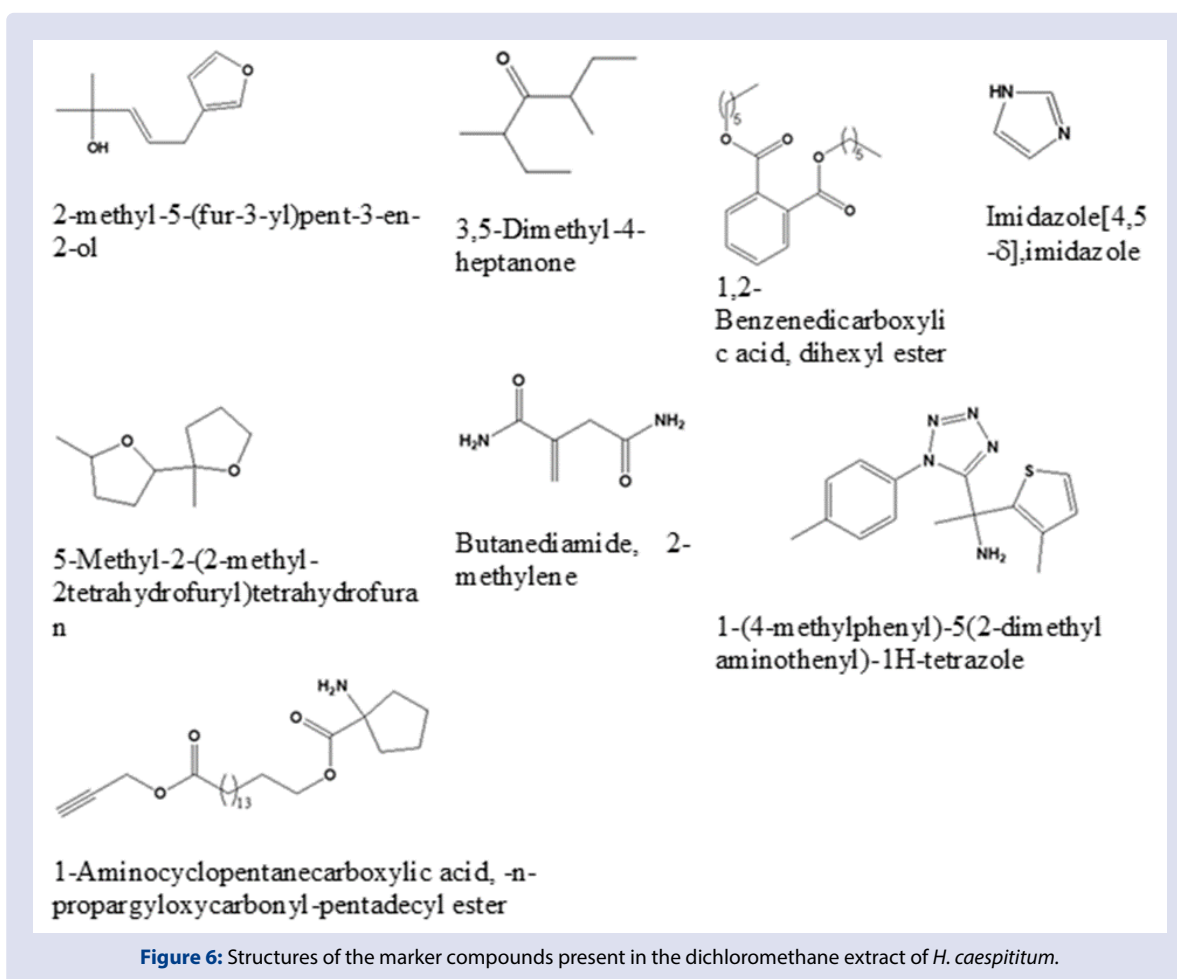 OH
O
2-methyl-5-(fur-3-yl)pent-3-en-
2-ol
O
3,5-Dimethyl-4-
heptanone
5
O
O
O
5
O
1,2-
Benzenedicarboxyli
c acid, dihexyl ester
HN
N
Imidazole[4,5
-δ],imidazole
O
O
5-Methyl-2-(2-methyl-
2tetrahydrofuryl)tetrahydrofura
n
O
H₂N
NH₂
O
Butanediamide, 2-
methylene
N N
N
N
S
NH₂
1-(4-methylphenyl)-5(2-dimethyl
aminothenyl)-1H-tetrazole
H₂N
O
O
O
O
13
1-Aminocyclopentanecarboxylic acid, -n-
propargyloxycarbonyl-pentadecyl ester
Figure 6: Structures of the marker compounds present in the dichloromethane extract of H. caespititum.